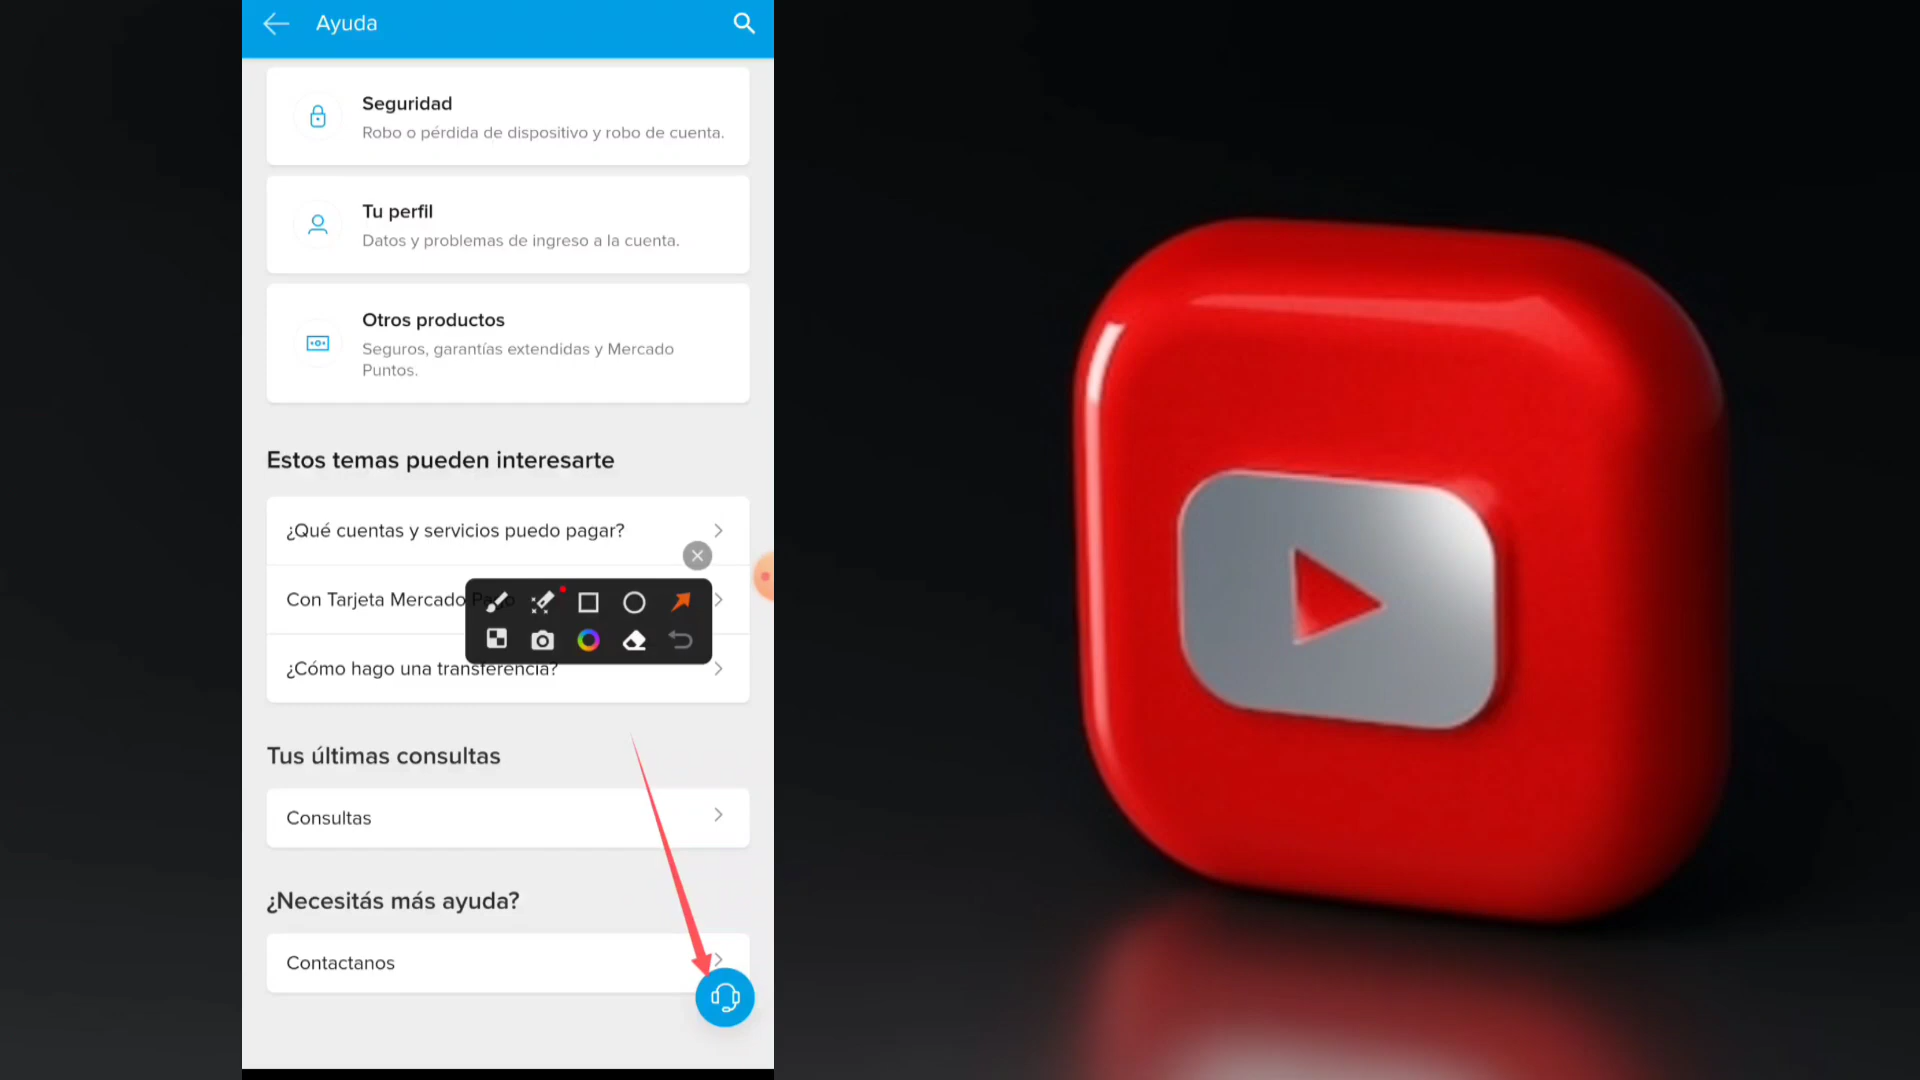 Ayuda
Seguridad
Robo o pérdida de dispositivo y robo de cuenta.
Tu perfil
Datos y problemas de ingreso a la cuenta.
Otros productos
Seguros, garantías extendidas y Mercado
Puntos.
Estos temas pueden interesarte
¿Qué cuentas y servicios puedo pagar?
Con Tarjeta Mercado Pago
¿Cómo hago una transferencia?
Tus últimas consultas
Consultas
¿Necesitás más ayuda?
Contactanos